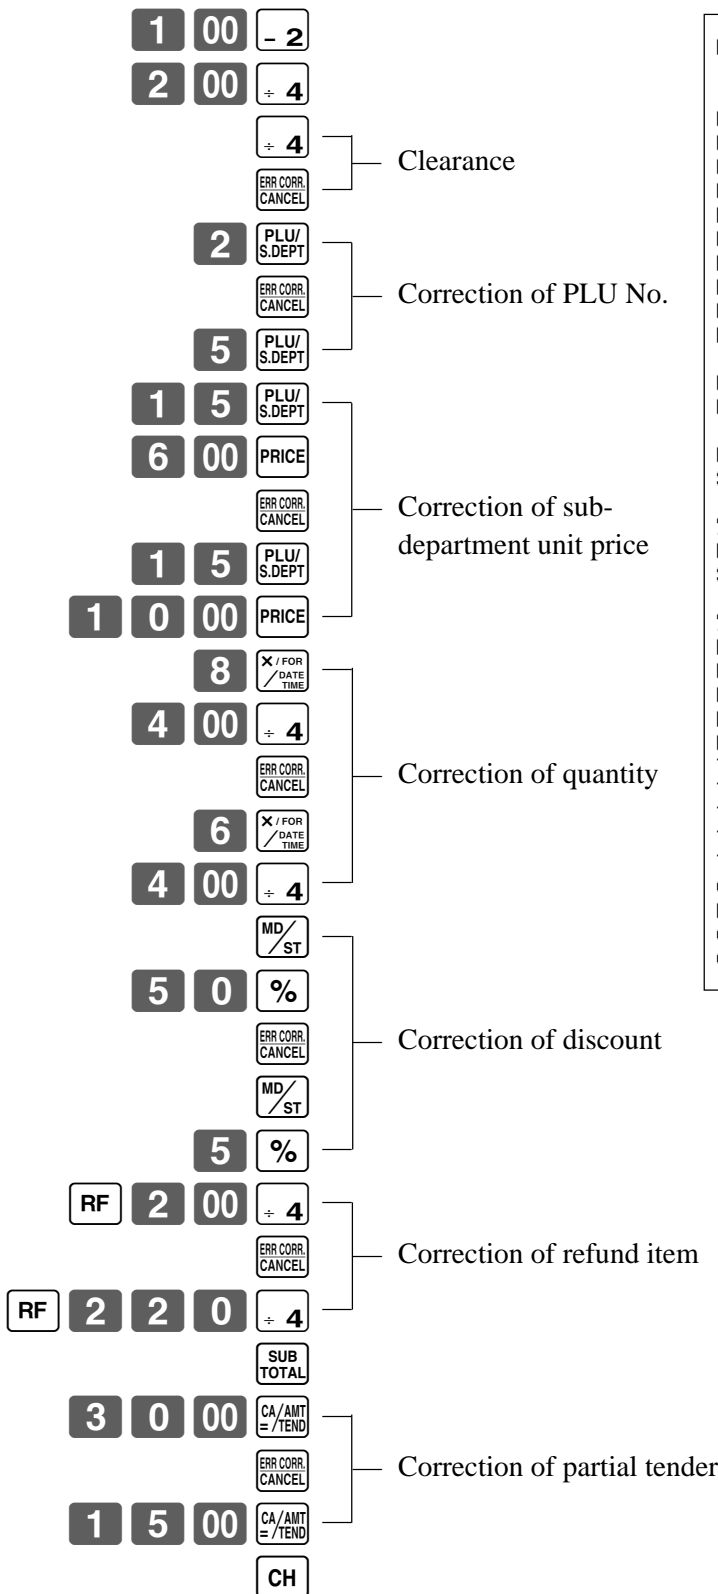 1 00 - 2
2 00 ÷ 4
÷ 4
Clearance
ERR CORR. CANCEL
2 PLU/ S.DEPT
ERR CORR. CANCEL
Correction of PLU No.
5 PLU/ S.DEPT
1 5 PLU/ S.DEPT
6 00 PRICE
ERR CORR. CANCEL
Correction of sub-
department unit price
1 5 PLU/ S.DEPT
1 0 00 PRICE
8 X / FOR / DATE TIME
4 00 ÷ 4
ERR CORR. CANCEL
Correction of quantity
6 X / FOR / DATE TIME
4 00 ÷ 4
MD/ ST
5 0 %
ERR CORR. CANCEL
Correction of discount
MD/ ST
5 %
RF 2 00 ÷ 4
ERR CORR. CANCEL
Correction of refund item
RF 2 2 0 ÷ 4
SUB TOTAL
3 0 00 CA/AMT = /TEND
ERR CORR. CANCEL
Correction of partial tender
1 5 00 CA/AMT = /TEND
CH